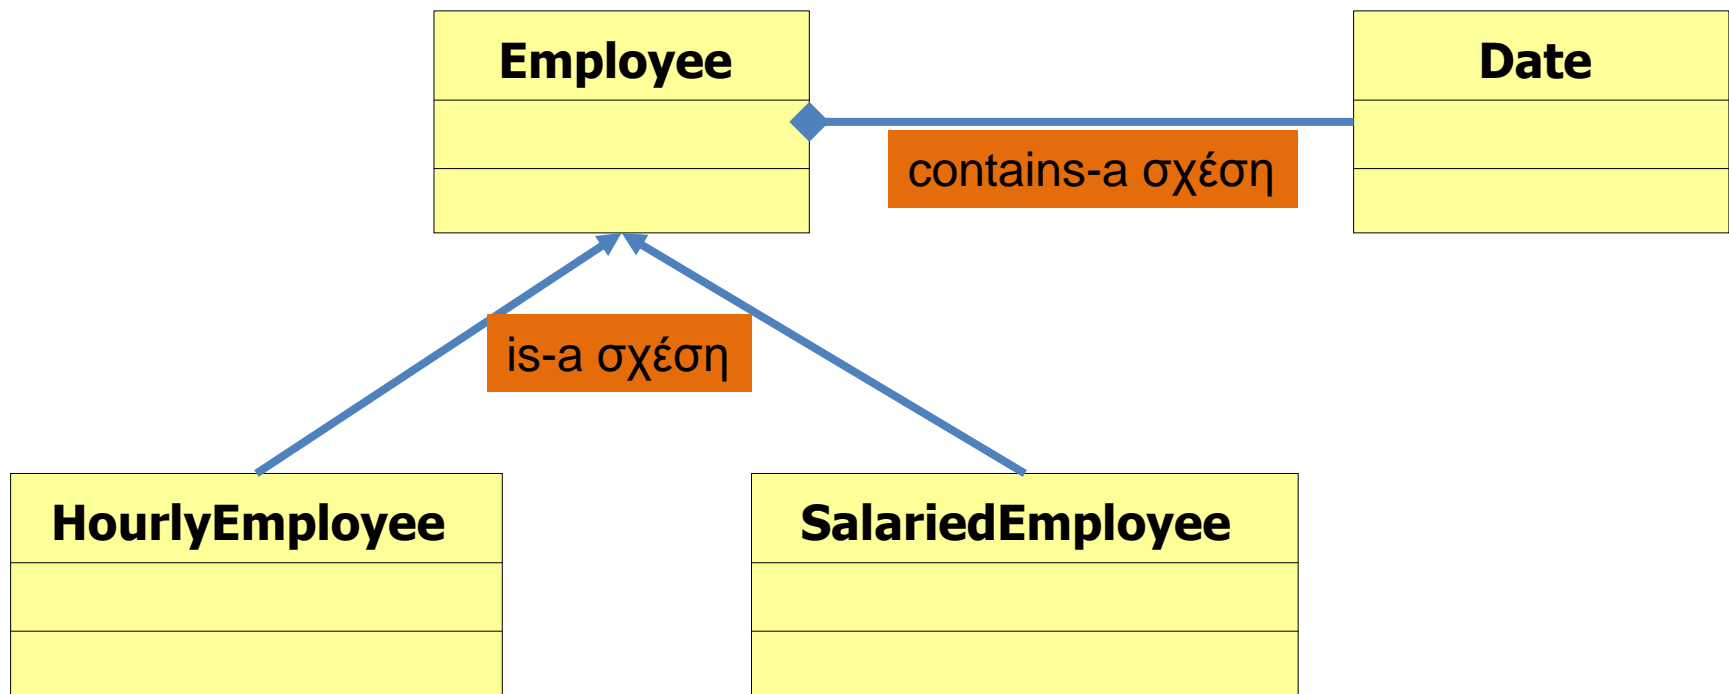 Employee
Date
contains-a σχέση
is-a σχέση
HourlyEmployee
SalariedEmployee